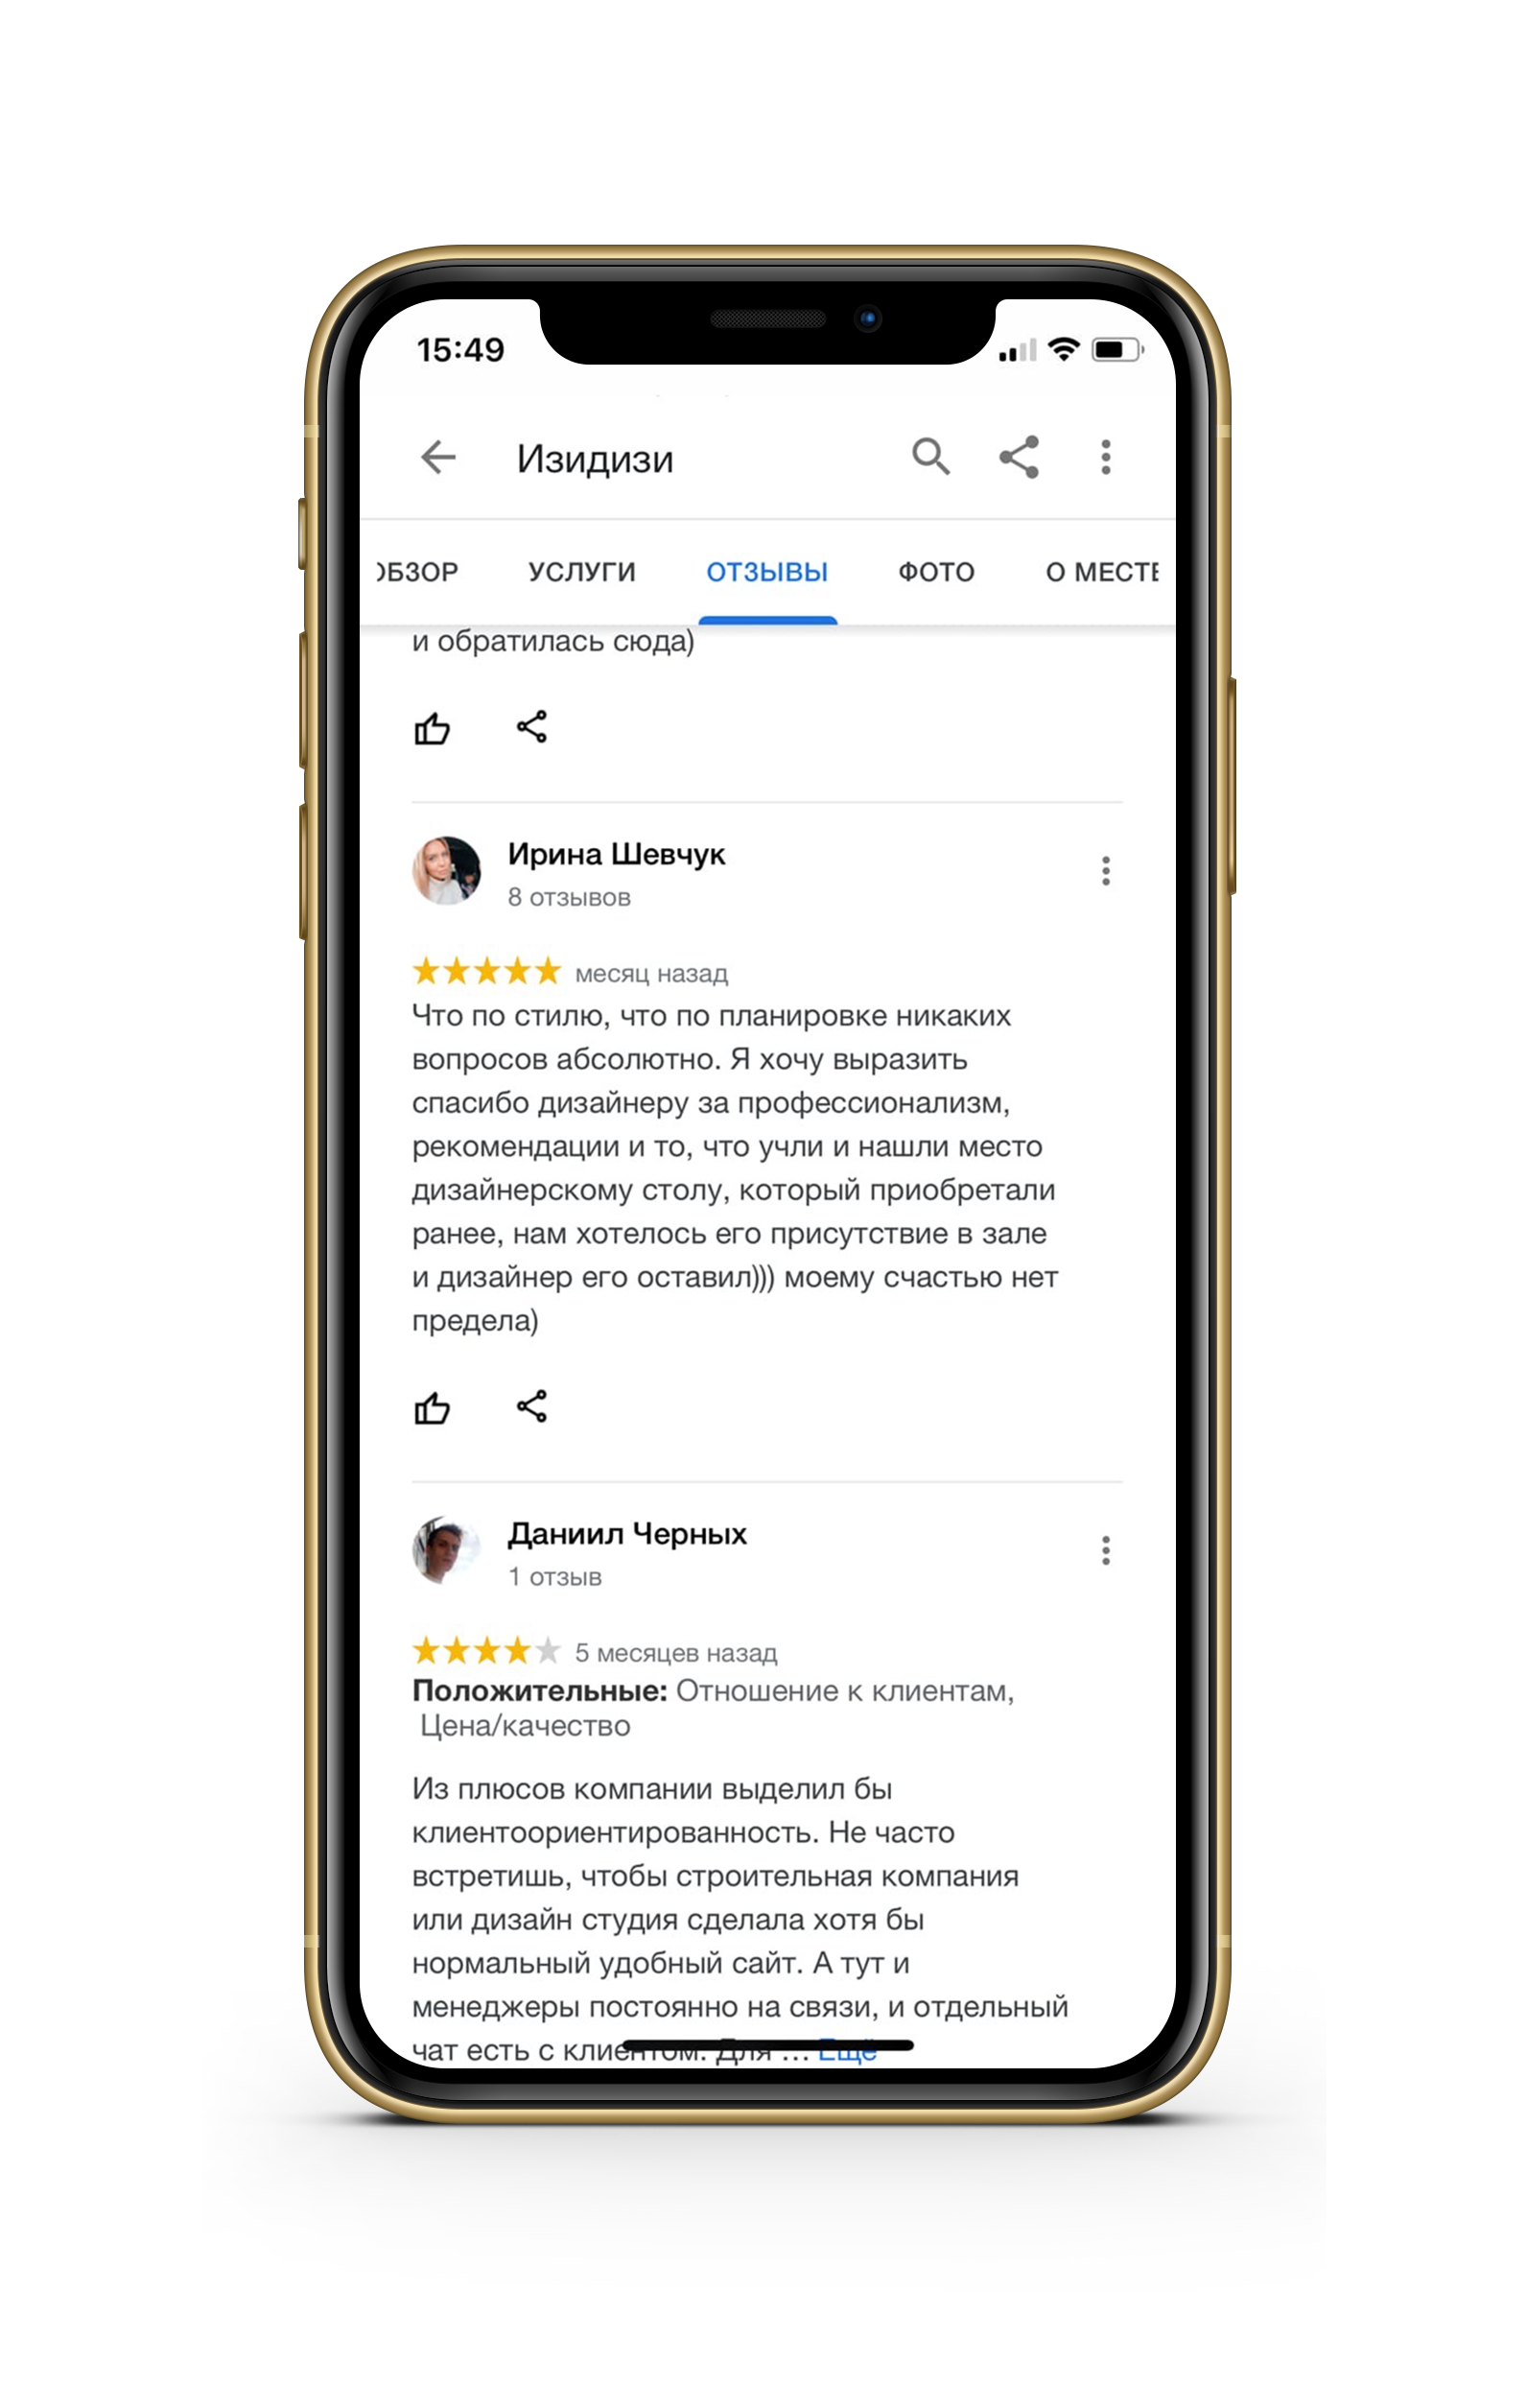 15:49
Изидизи
ОБЗОР УСЛУГИ ОТЗЫВЫ ФОТО О МЕСТЕ
и обратилась сюда)
Ирина Шевчук
8 отзывов
месяц назад
Что по стилю, что по планировке никаких
вопросов абсолютно. Я хочу выразить
спасибо дизайнеру за профессионализм,
рекомендации и то, что учли и нашли место
дизайнерскому столу, который приобретали
ранее, нам хотелось его присутствие в зале
и дизайнер его оставил))) моему счастью нет
предела)
Даниил Черных
1 отзыв
5 месяцев назад
Положительные: Отношение к клиентам,
Цена/качество
Из плюсов компании выделил бы
клиентоориентированность. Не часто
встретишь, чтобы строительная компания
или дизайн студия сделала хотя бы
нормальный удобный сайт. А тут и
менеджеры постоянно на связи, и отдельный
чат есть с клиентом. Для ... Ещё